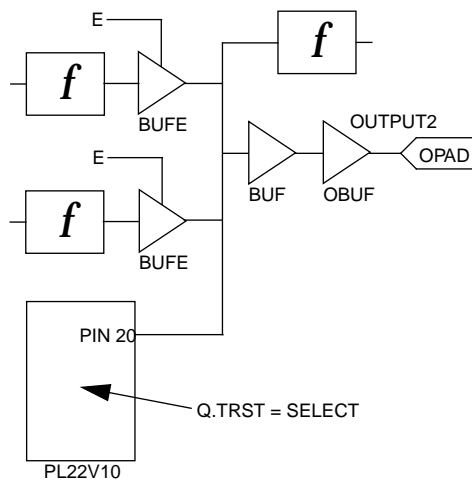 E
f
f
BUFE
OUTPUT2
OPAD
E
BUF
OBUF
f
BUFE
PIN 20
Q.TRST = SELECT
PL22V10